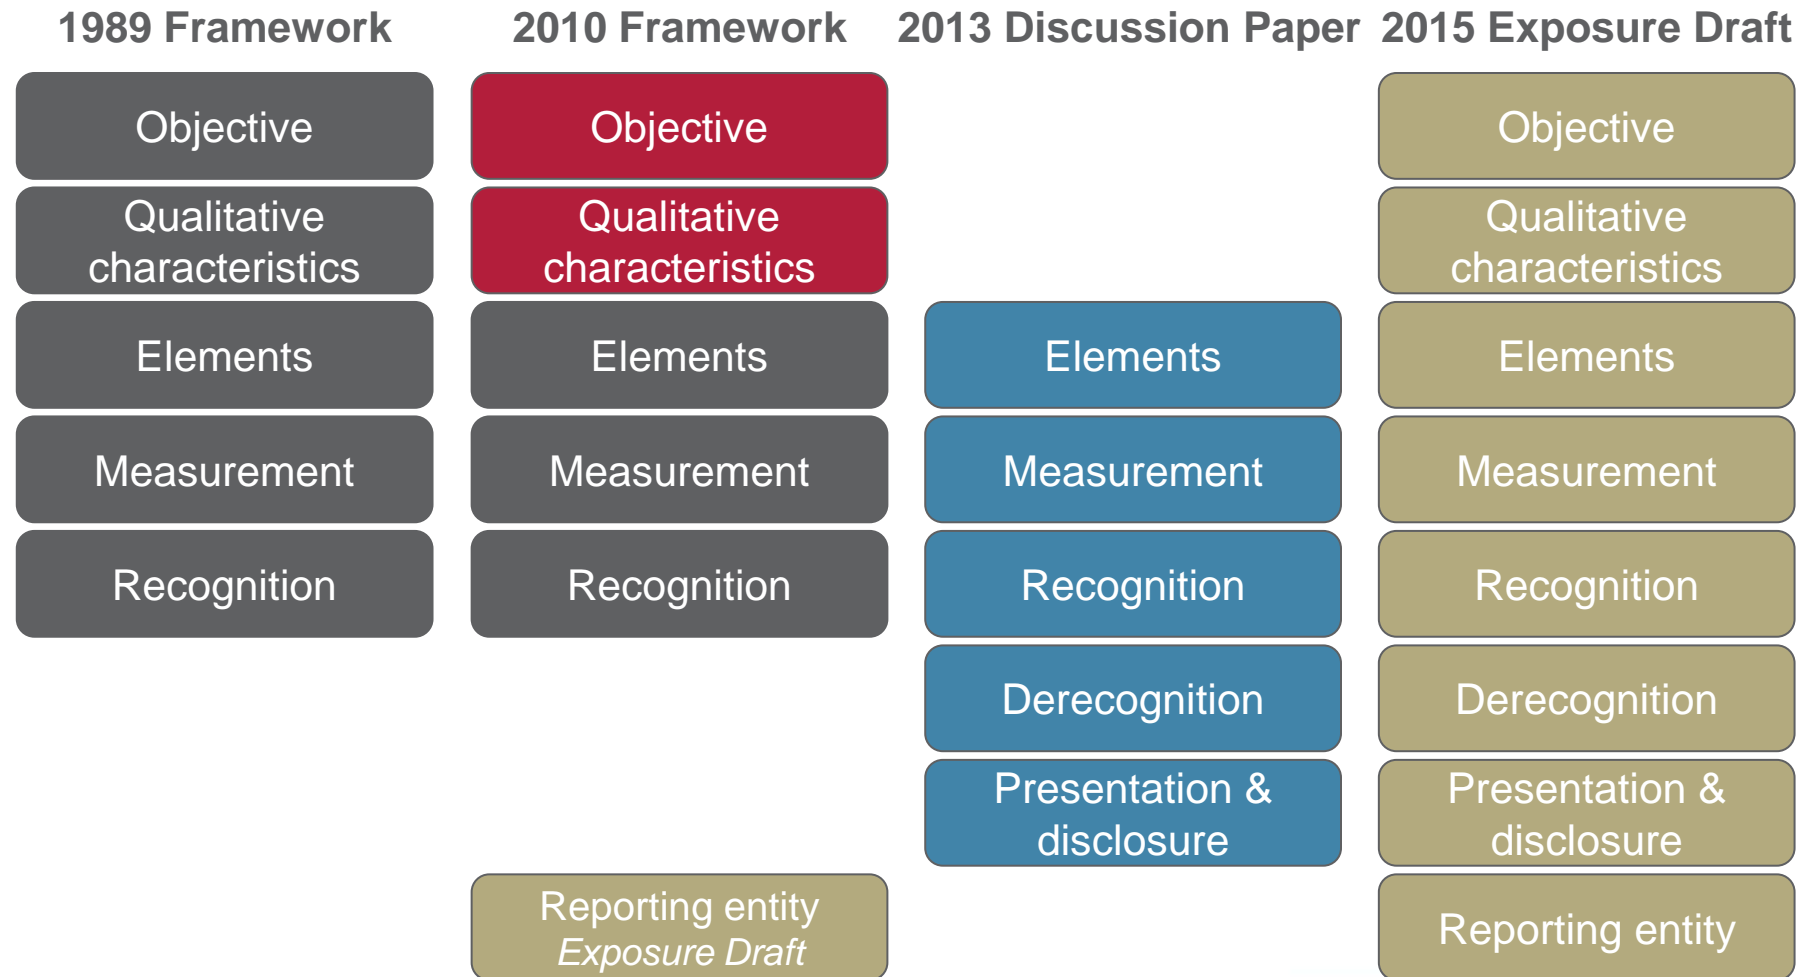 1989 Framework
2010 Framework
2013 Discussion Paper
2015 Exposure Draft
Objective
Objective
Objective
Qualitative
characteristics
Qualitative
characteristics
Qualitative
characteristics
Elements
Elements
Elements
Elements
Measurement
Measurement
Measurement
Measurement
Recognition
Recognition
Recognition
Recognition
Derecognition
Derecognition
Presentation &
disclosure
Presentation &
disclosure
Reporting entity
Exposure Draft
Reporting entity